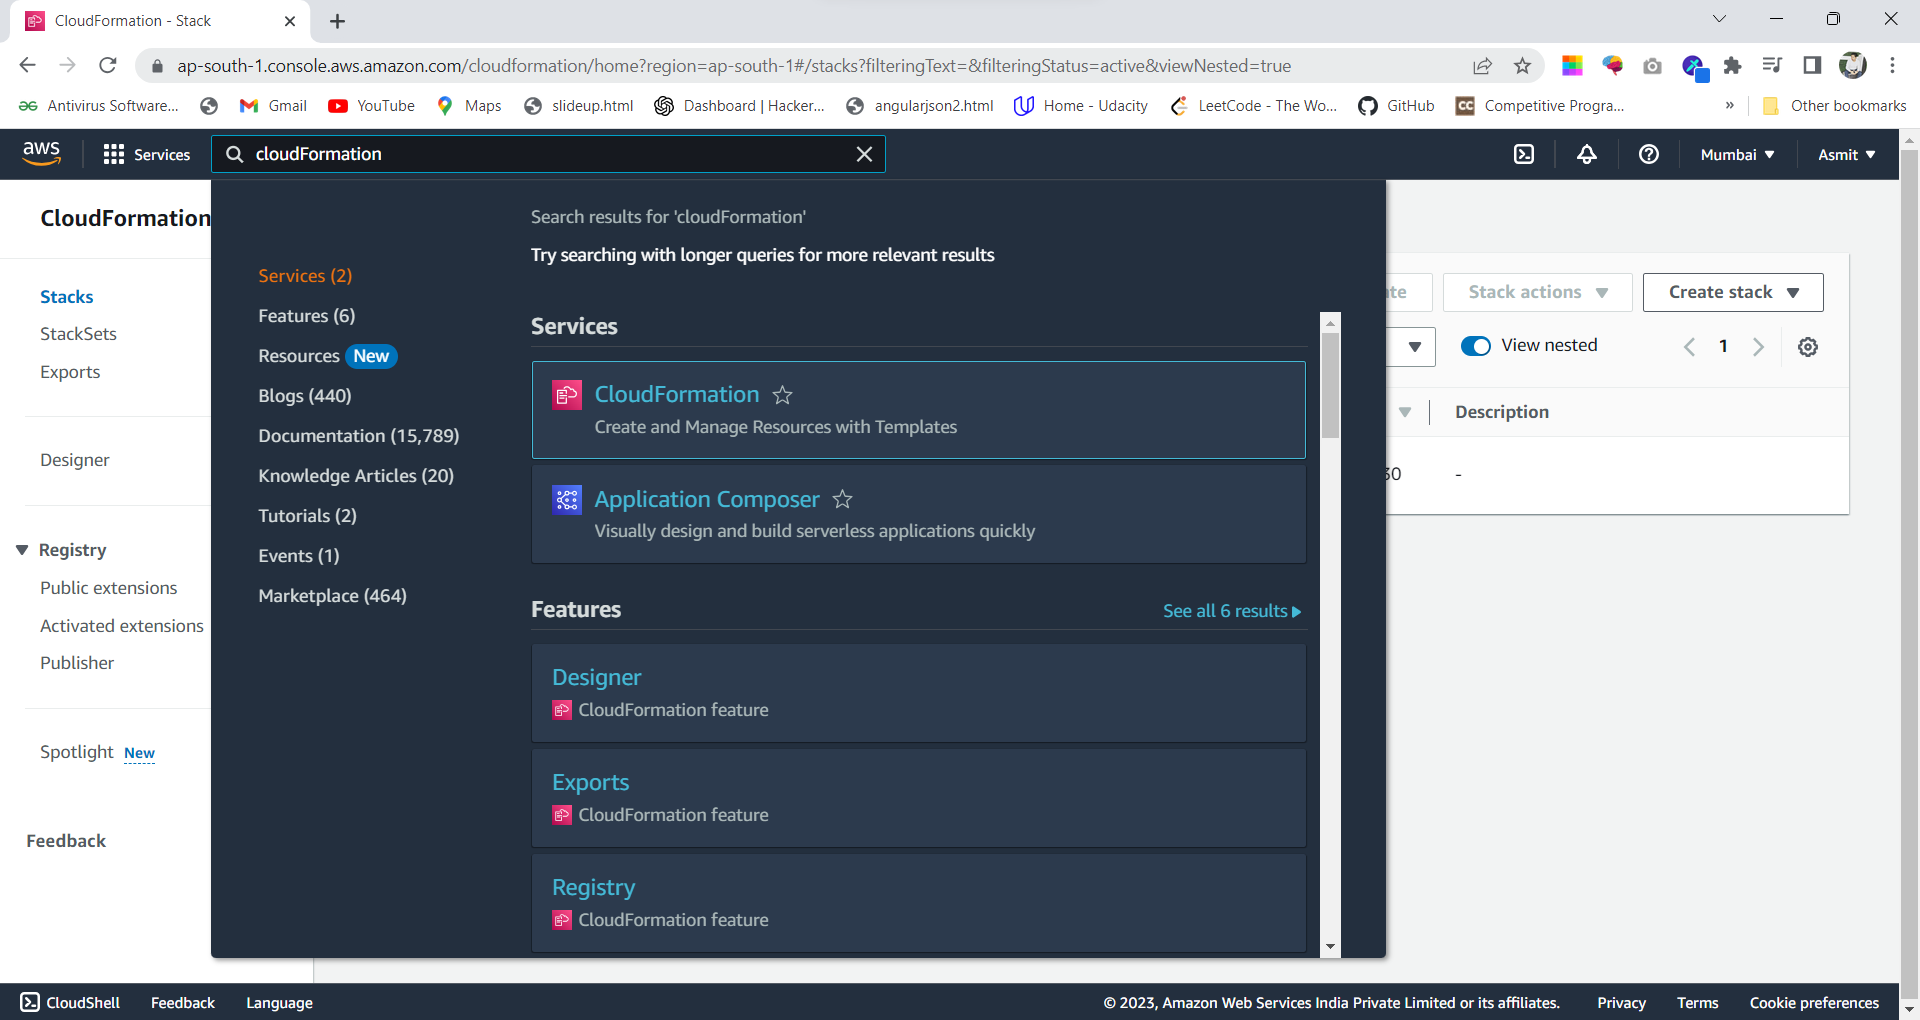 CloudFormation - Stack
ap-south-1.console.aws.amazon.com/cloudformation/home?region=ap-south-1#/stacks?filteringText=&filteringStatus=active&viewNested=true
Antivirus Software...
Gmail
YouTube
Maps
slideup.html
Dashboard | Hacker...
angularjson2.html
Home - Udacity
LeetCode - The Wo...
GitHub
CC
Competitive Progra...
»
Other bookmarks
aws
Services
cloudFormation
Mumbai
Asmit
CloudFormation
Stacks
StackSets
Exports
Designer
Registry
Public extensions
Activated extensions
Publisher
Spotlight New
Feedback
Services (2)
Features (6)
Resources New
Blogs (440)
Documentation (15,789)
Knowledge Articles (20)
Tutorials (2)
Events (1)
Marketplace (464)
Search results for 'cloudFormation'
Try searching with longer queries for more relevant results
Services
CloudFormation
Create and Manage Resources with Templates
Application Composer
Visually design and build serverless applications quickly
Features
See all 6 results
Designer
CloudFormation feature
Exports
CloudFormation feature
Registry
CloudFormation feature
Stack actions
Create stack
View nested
1
Description
-
CloudShell
Feedback
Language
© 2023, Amazon Web Services India Private Limited or its affiliates.
Privacy
Terms
Cookie preferences